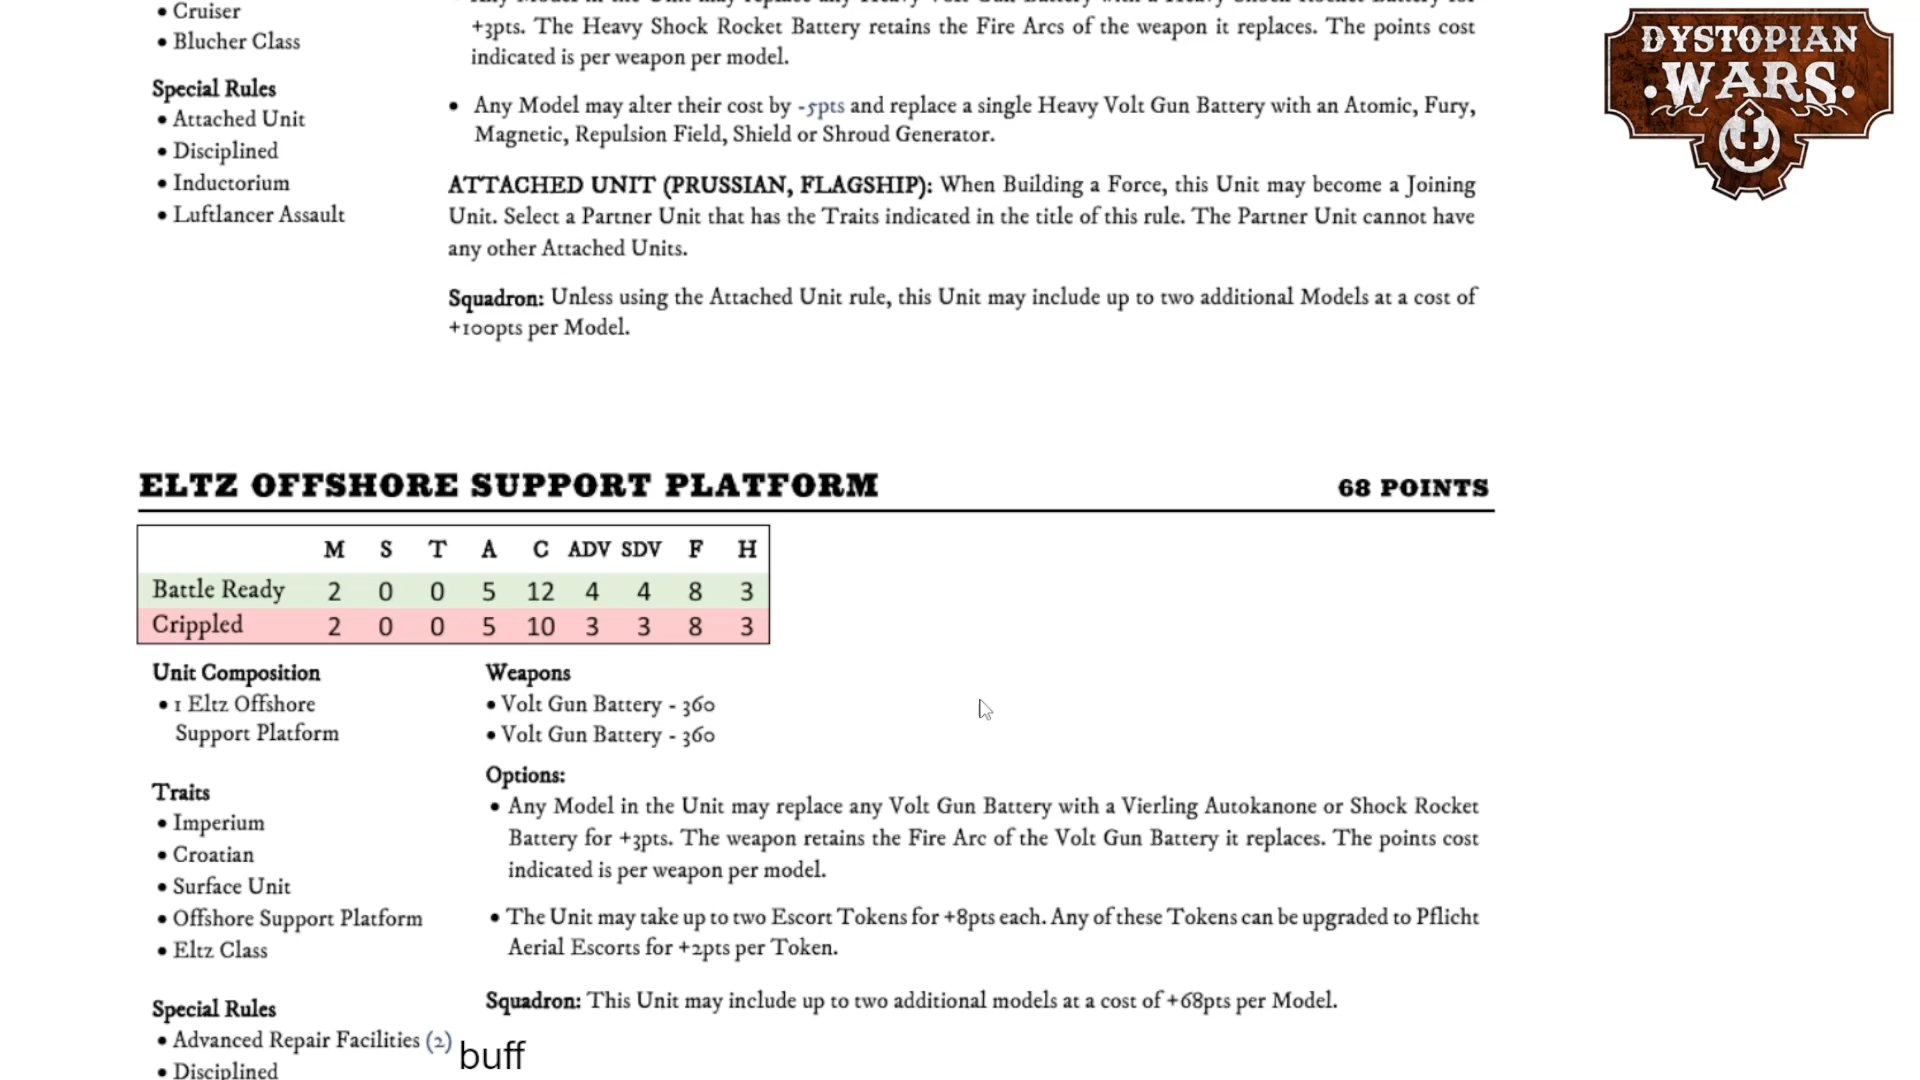 • Cruiser
• Blucher Class
Special Rules
• Attached Unit
• Disciplined
• Inductorium
• Luftlancer Assault
+3pts. The Heavy Shock Rocket Battery retains the Fire Arcs of the weapon it replaces. The points cost
indicated is per weapon per model.
• Any Model may alter their cost by -5pts and replace a single Heavy Volt Gun Battery with an Atomic, Fury,
Magnetic, Repulsion Field, Shield or Shroud Generator.
ATTACHED UNIT (PRUSSIAN, FLAGSHIP): When Building a Force, this Unit may become a Joining
Unit. Select a Partner Unit that has the Traits indicated in the title of this rule. The Partner Unit cannot have
any other Attached Units.
Squadron: Unless using the Attached Unit rule, this Unit may include up to two additional Models at a cost of
+100pts per Model.
DYSTOPIAN
WARS
ELTZ OFFSHORE SUPPORT PLATFORM 68 POINTS
M S T A C ADV SDV F H
Battle Ready 2 0 0 5 12 4 4 8 3
Crippled 2 0 0 5 10 3 3 8 3
Unit Composition
• 1 Eltz Offshore
Support Platform
Traits
• Imperium
• Croatian
• Surface Unit
• Offshore Support Platform
• Eltz Class
Special Rules
• Advanced Repair Facilities (2) buff
• Disciplined
Weapons
• Volt Gun Battery - 360
• Volt Gun Battery - 360
Options:
• Any Model in the Unit may replace any Volt Gun Battery with a Vierling Autokanone or Shock Rocket
Battery for +3pts. The weapon retains the Fire Arc of the Volt Gun Battery it replaces. The points cost
indicated is per weapon per model.
• The Unit may take up to two Escort Tokens for +8pts each. Any of these Tokens can be upgraded to Pflicht
Aerial Escorts for +2pts per Token.
Squadron: This Unit may include up to two additional models at a cost of +68pts per Model.